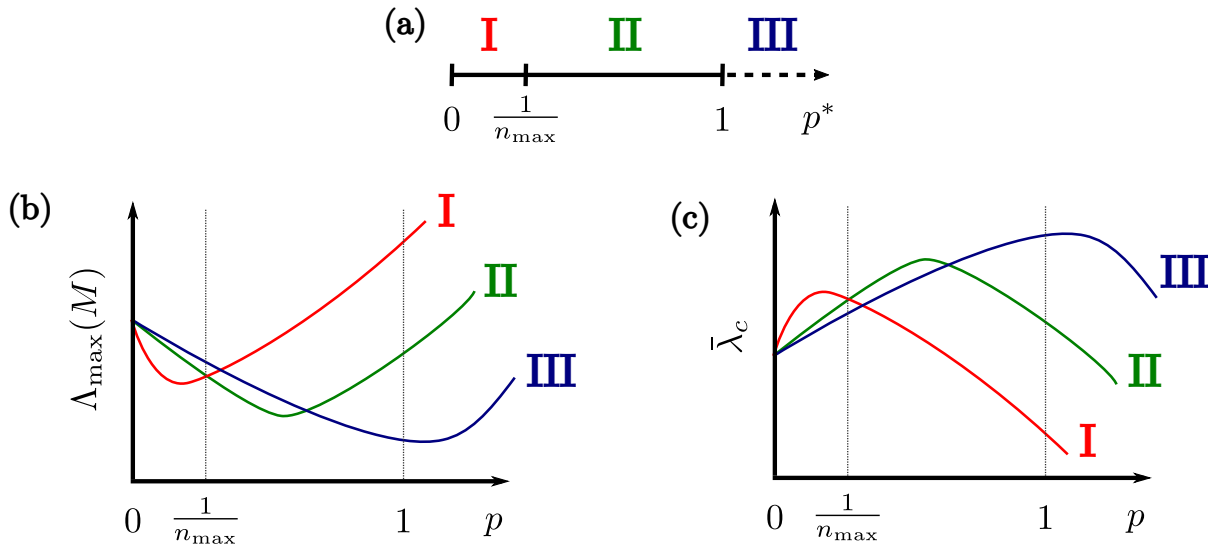 (a)
I II III
0 1/n_max 1 p*
(b)
Λ_max(M)
I
II
III
0 1/n_max 1 p
(c)
λ̄_c
III
II
I
0 1/n_max 1 p